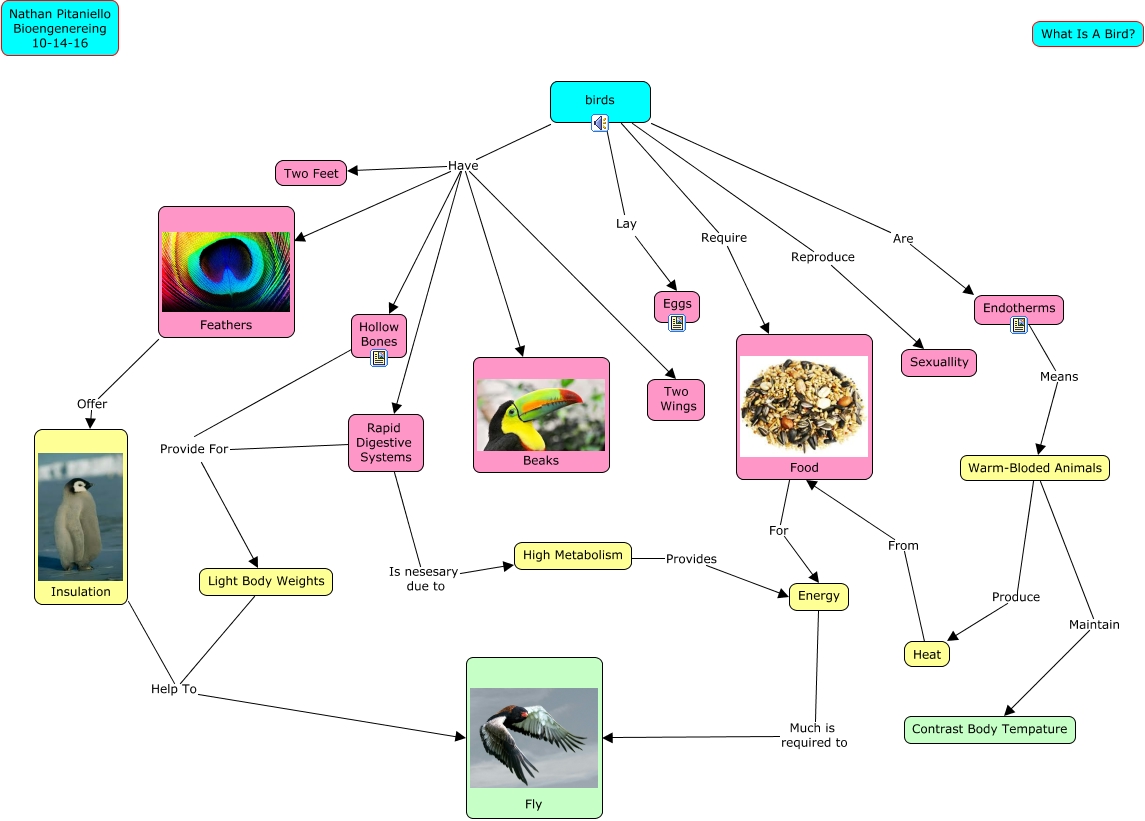 Nathan Pitaniello
Bioengenereing
10-14-16
What Is A Bird?
birds
Have
Two Feet
Lay
Require
Are
Reproduce
Feathers
Eggs
Endotherms
Hollow
Bones
Sexuallity
Means
Two
Wings
Offer
Rapid
Digestive
Systems
Provide For
Beaks
Food
Warm-Bloded Animals
For
From
High Metabolism
Provides
Is nesesary
due to
Light Body Weights
Insulation
Energy
Produce
Maintain
Heat
Help To
Much is
required to
Contrast Body Tempature
Fly